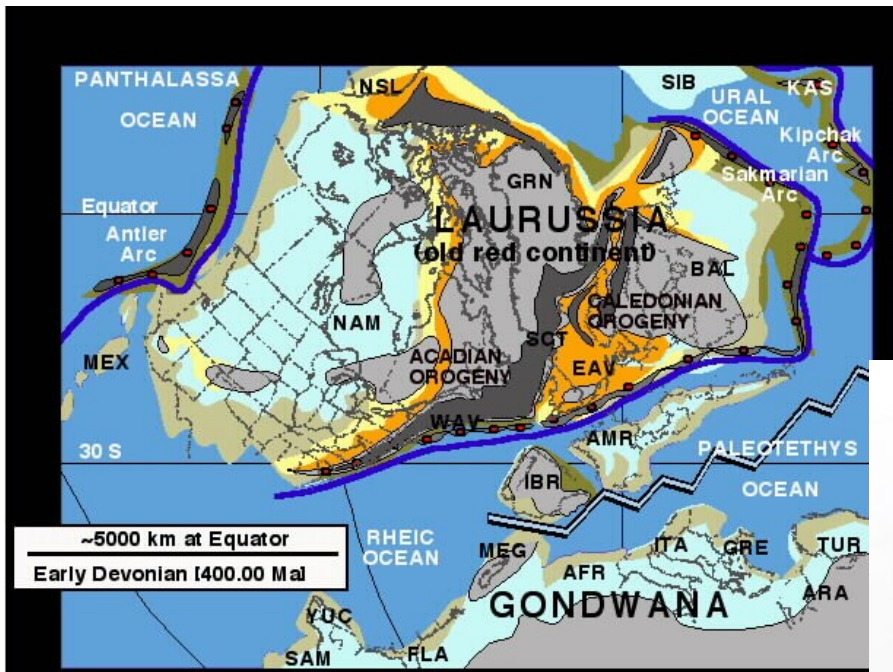 PANTHALASSA
OCEAN
NSL
SIB
KAS
URAL
OCEAN
Kipchak
Arc
Sakmarian
Arc
GRN
Equator
Antler
Arc
LAURUSSIA
(old red continent)
BAL
NAM
CALEDONIAN
OROGENY
SCT
MEX
ACADIAN
OROGENY
EAV
WAV
AMR
30 S
PALEOTETHYS
OCEAN
IBR
~5000 km at Equator
Early Devonian [400.00 Ma]
RHEIC
OCEAN
MEG
ITA
GRE
TUR
AFR
ARA
GONDWANA
YUC
SAM
FLA